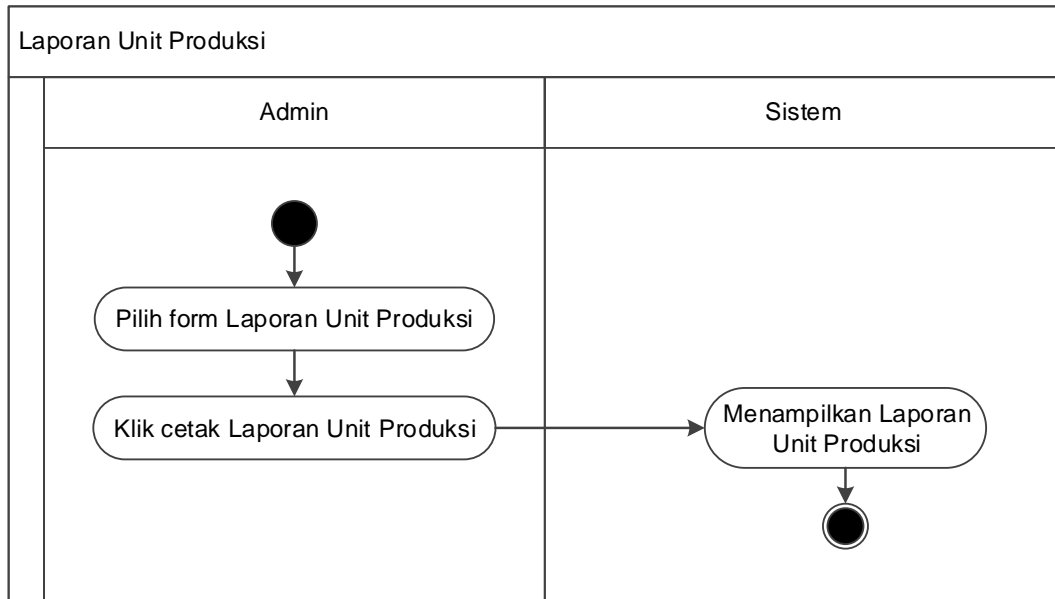 Laporan Unit Produksi
Admin
Sistem
Pilih form Laporan Unit Produksi
Klik cetak Laporan Unit Produksi
Menampilkan Laporan
Unit Produksi